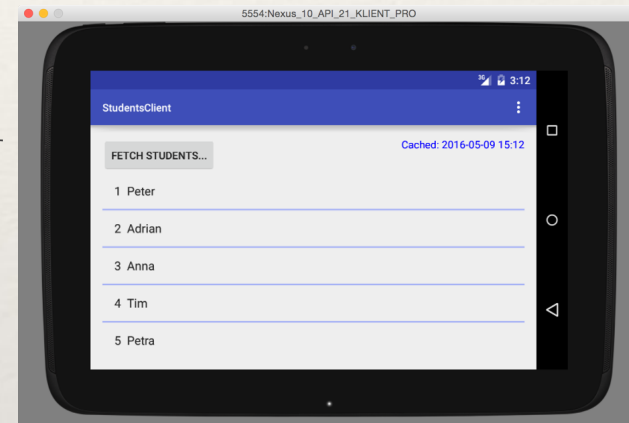 5554:Nexus_10_API_21_KLIENT_PRO
3G 3:12
StudentsClient
FETCH STUDENTS...
Cached: 2016-05-09 15:12
1 Peter
2 Adrian
3 Anna
4 Tim
5 Petra